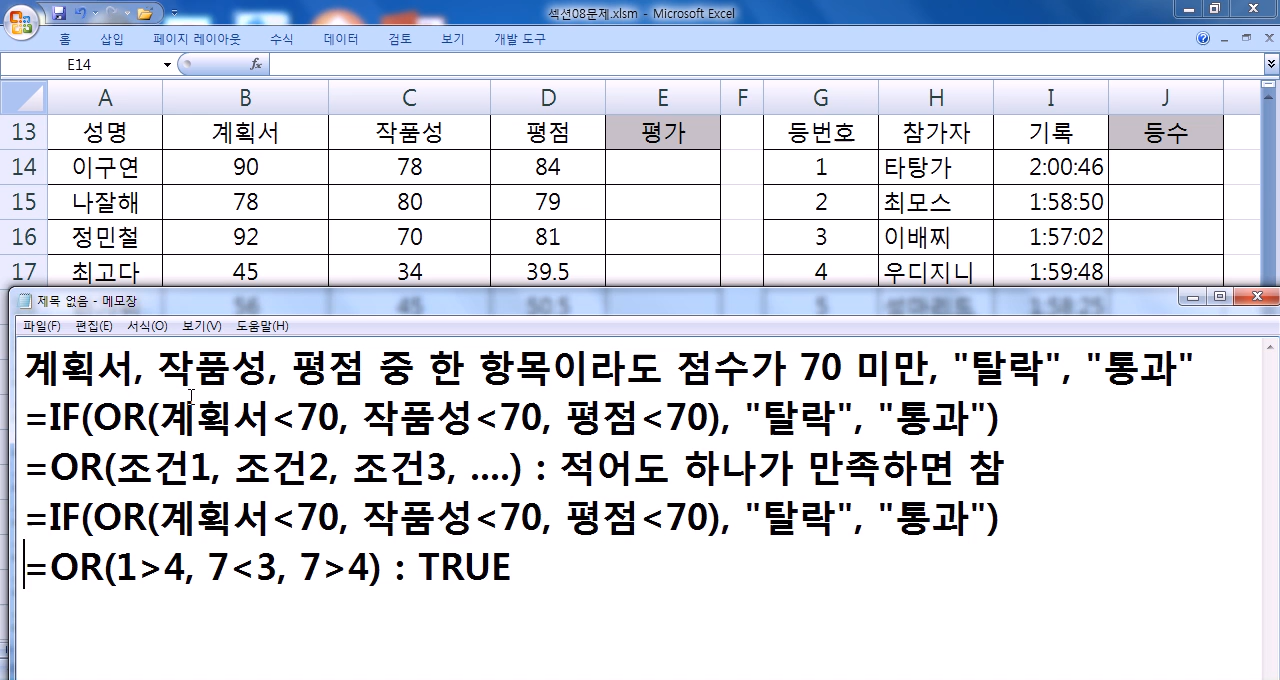 섹션08문제.xlsm - Microsoft Excel
홈 삽입 페이지 레이아웃 수식 데이터 검토 보기 개발 도구
E14 fx
A B C D E F G H I J
13 성명 계획서 작품성 평점 평가 등번호 참가자 기록 등수
14 이구연 90 78 84 1 타탕가 2:00:46
15 나잘해 78 80 79 2 최모스 1:58:50
16 정민철 92 70 81 3 이배찌 1:57:02
17 최고다 45 34 39.5 4 우디지니 1:59:48
56 45 50.5 5 1:58:25
제목 없음 - 메모장
파일(F) 편집(E) 서식(O) 보기(V) 도움말(H)
계획서, 작품성, 평점 중 한 항목이라도 점수가 70 미만, "탈락", "통과"
=IF(OR(계획서<70, 작품성<70, 평점<70), "탈락", "통과")
=OR(조건1, 조건2, 조건3, ....) : 적어도 하나가 만족하면 참
=IF(OR(계획서<70, 작품성<70, 평점<70), "탈락", "통과")
=OR(1>4, 7<3, 7>4) : TRUE